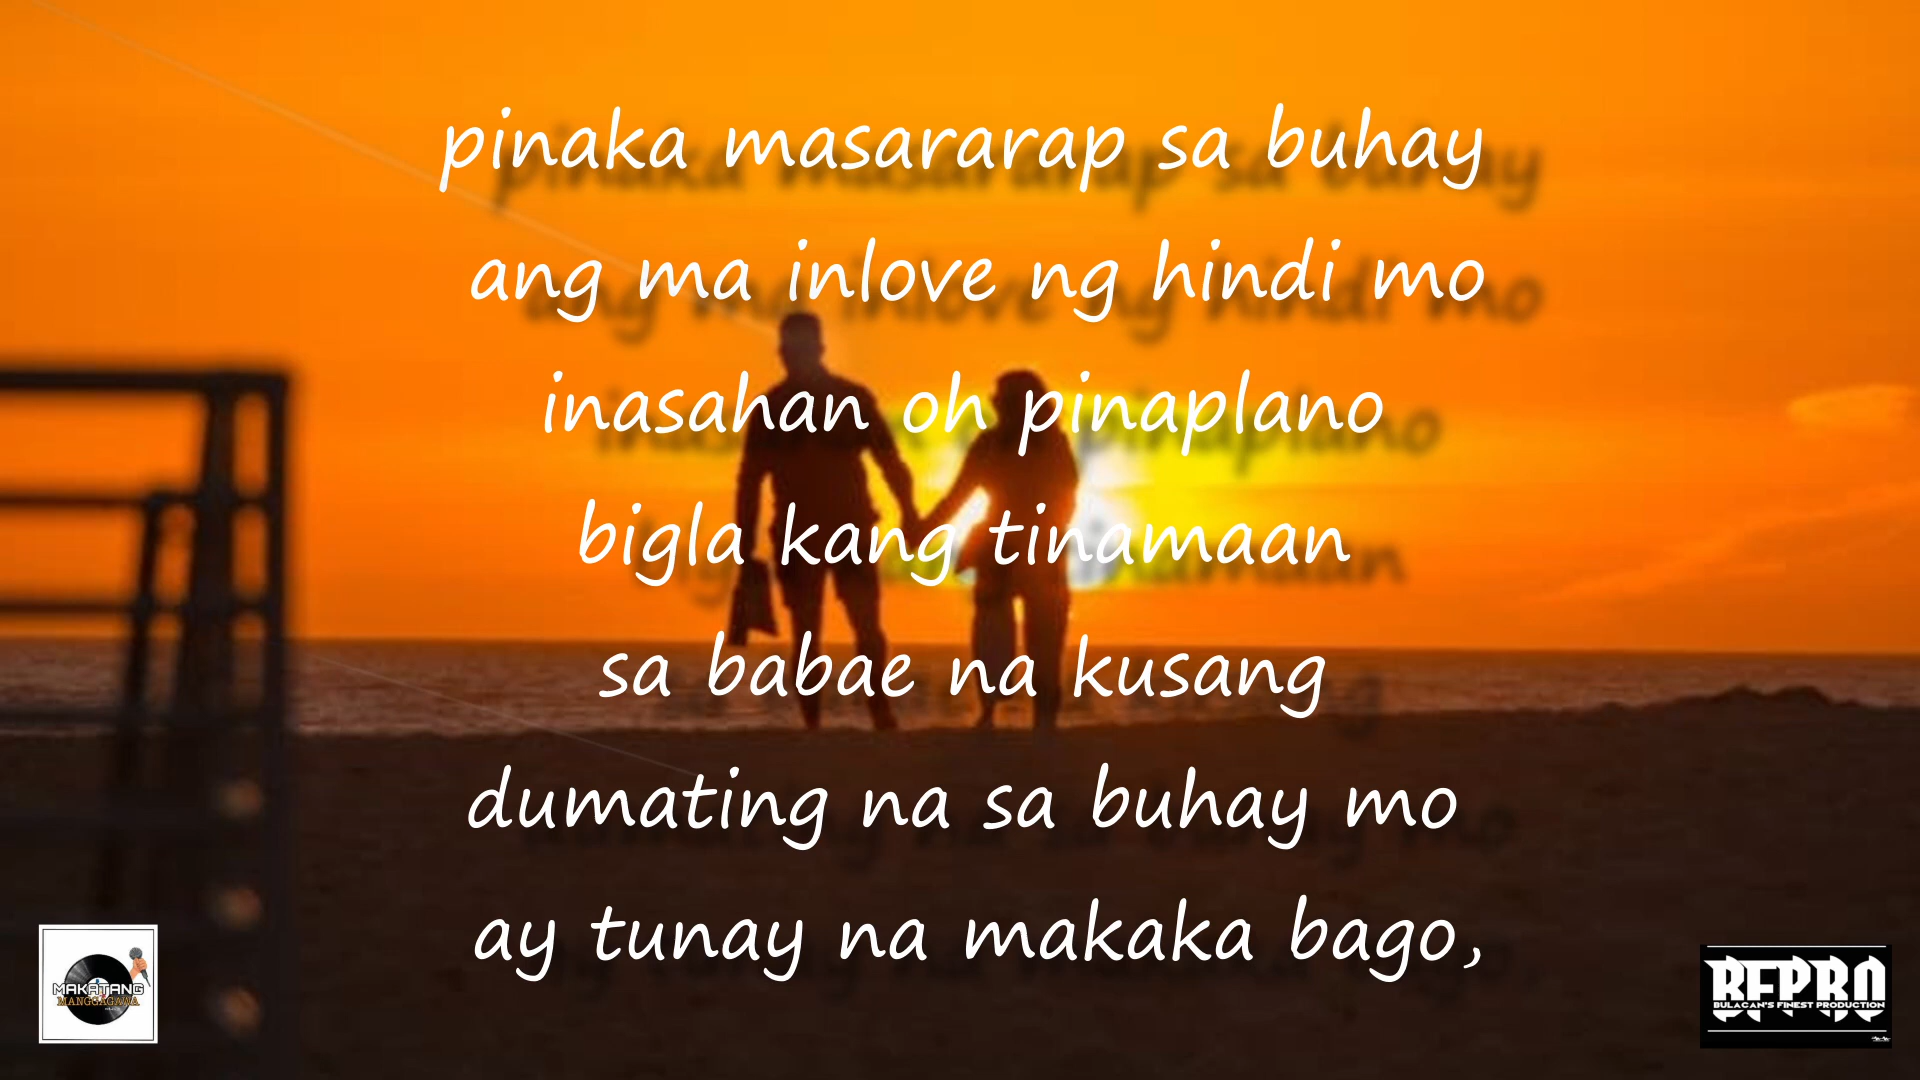 pinaka masararap sa buhay
ang ma inlove ng hindi mo
inasahan oh pinaplano
bigla kang tinamaan
sa babae na kusang
dumating na sa buhay mo
ay tunay na makaka bago,
MAKATANG
MANGGAGAWA
BFPRO
BULACAN'S FINEST PRODUCTION